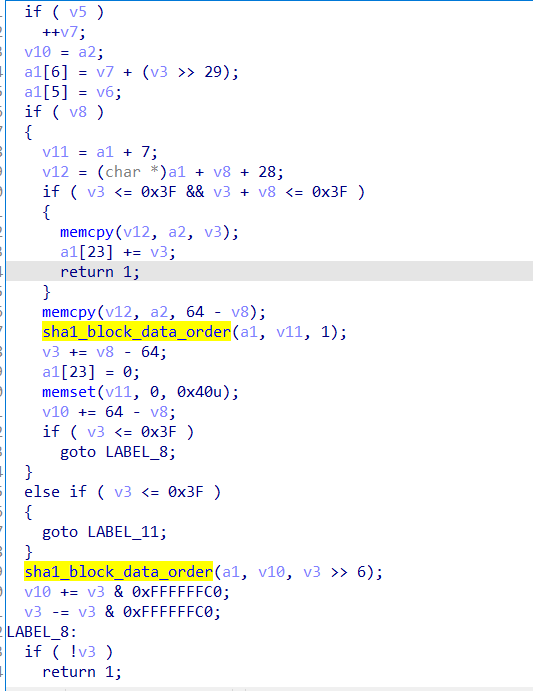 if ( v5 )
++v7;
v10 = a2;
a1[6] = v7 + (v3 >> 29);
a1[5] = v6;
if ( v8 )
{
v11 = a1 + 7;
v12 = (char *)a1 + v8 + 28;
if ( v3 <= 0x3F && v3 + v8 <= 0x3F )
{
memcpy(v12, a2, v3);
a1[23] += v3;
return 1;
}
memcpy(v12, a2, 64 - v8);
sha1_block_data_order(a1, v11, 1);
v3 += v8 - 64;
a1[23] = 0;
memset(v11, 0, 0x40u);
v10 += 64 - v8;
if ( v3 <= 0x3F )
goto LABEL_8;
}
else if ( v3 <= 0x3F )
{
goto LABEL_11;
}
sha1_block_data_order(a1, v10, v3 >> 6);
v10 += v3 & 0xFFFFFFC0;
v3 -= v3 & 0xFFFFFFC0;
LABEL_8:
if ( !v3 )
return 1;